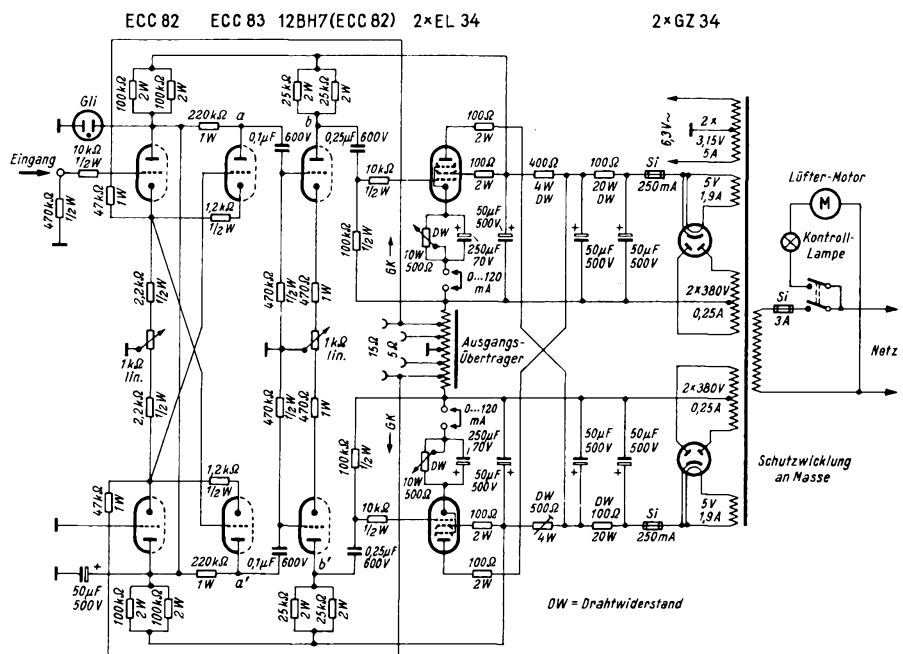 ECC 82 ECC 83 12BH7(ECC 82) 2×EL 34 2×GZ 34
100kΩ 2W 100kΩ 2W 25kΩ 2W 25kΩ 2W
Gli
220kΩ 1W
a
b
0,1µF 600V
0,25µF 600V
100Ω 2W
6,3V~
2× 3,15V 5A
Eingang
10kΩ 1/2W
470kΩ 1/2W
47kΩ 1W
1,2kΩ 1/2W
10kΩ 1/2W
100Ω 2W
400Ω 4W DW
100Ω 20W DW
Si 250mA
5V 1,9A
Lüfter-Motor
M
Kontroll-
Lampe
100kΩ 1/2W
GK
DW
10W 500Ω
250µF 70V
50µF 500V
0...120 mA
50µF 500V
50µF 500V
2×380V
0,25A
Si 3A
Netz
2,2kΩ 1/2W
470kΩ 1/2W
470Ω 1W
1kΩ lin.
1kΩ lin.
15Ω
5Ω
Ausgangs-
Übertrager
2,2kΩ 1/2W
470kΩ 1/2W
470Ω 1W
GK
0...120 mA
250µF 70V
DW
10W 500Ω
100kΩ 1/2W
50µF 500V
50µF 500V
50µF 500V
2×380V
0,25A
Schutzwicklung
an Masse
47kΩ 1W
1,2kΩ 1/2W
10kΩ 1/2W
100Ω 2W
DW 500Ω 4W
DW 100Ω 20W
Si 250mA
5V 1,9A
220kΩ 1W
a'
0,1µF 600V
b'
0,25µF 600V
100Ω 2W
50µF 500V
100kΩ 2W 100kΩ 2W 25kΩ 2W 25kΩ 2W
DW = Drahtwiderstand